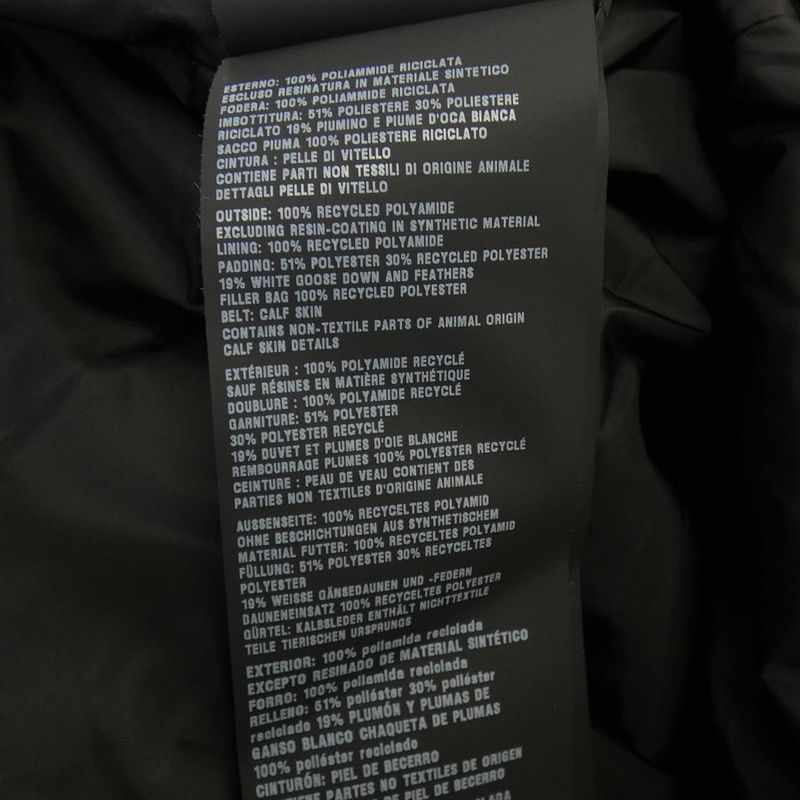 ESTERNO: 100% POLIAMMIDE RICICLATA
ESCLUSO RESINATURA IN MATERIALE SINTETICO
FODERA: 100% POLIAMMIDE RICICLATA
IMBOTTITURA: 51% POLIESTERE 30% POLIESTERE
RICICLATO 19% PIUMINO E PIUME D'OCA BIANCA
SACCO PIUMA 100% POLIESTERE RICICLATO
CINTURA : PELLE DI VITELLO
CONTIENE PARTI NON TESSILI DI ORIGINE ANIMALE
DETTAGLI PELLE DI VITELLO
OUTSIDE: 100% RECYCLED POLYAMIDE
EXCLUDING RESIN-COATING IN SYNTHETIC MATERIAL
LINING: 100% RECYCLED POLYAMIDE
PADDING: 51% POLYESTER 30% RECYCLED POLYESTER
19% WHITE GOOSE DOWN AND FEATHERS
FILLER BAG 100% RECYCLED POLYESTER
BELT: CALF SKIN
CONTAINS NON-TEXTILE PARTS OF ANIMAL ORIGIN
CALF SKIN DETAILS
EXTÉRIEUR : 100% POLYAMIDE RECYCLÉ
SAUF RÉSINES EN MATIÈRE SYNTHÉTIQUE
DOUBLURE : 100% POLYAMIDE RECYCLÉ
GARNITURE: 51% POLYESTER
30% POLYESTER RECYCLÉ
19% DUVET ET PLUMES D'OIE BLANCHE
REMBOURRAGE PLUMES 100% POLYESTER RECYCLÉ
CEINTURE : PEAU DE VEAU CONTIENT DES
PARTIES NON TEXTILES D'ORIGINE ANIMALE
AUSSENSEITE: 100% RECYCELTES POLYAMID
OHNE BESCHICHTUNGEN AUS SYNTHETISCHEM
MATERIAL FUTTER: 100% RECYCELTES POLYAMID
FÜLLUNG: 51% POLYESTER 30% RECYCELTES
POLYESTER
19% WEISSE GÄNSEDAUNEN UND -FEDERN
DAUNENEINSATZ 100% RECYCELTES POLYESTER
GÜRTEL: KALBSLEDER ENTHÄLT NICHTTEXTILE
TEILE TIERISCHEN URSPRUNGS
EXTERIOR: 100% poliamida reciclada
EXCEPTO RESINADO DE MATERIAL SINTÉTICO
FORRO: 100% poliamida reciclada
RELLENO: 51% poliéster 30% poliéster
reciclado 19% PLUMÓN Y PLUMAS DE
GANSO BLANCO CHAQUETA DE PLUMAS
100% poliéster reciclado
CINTURÓN: PIEL DE BECERRO
CONTIENE PARTES NO TEXTILES DE ORIGEN
PIEL DE BECERRO